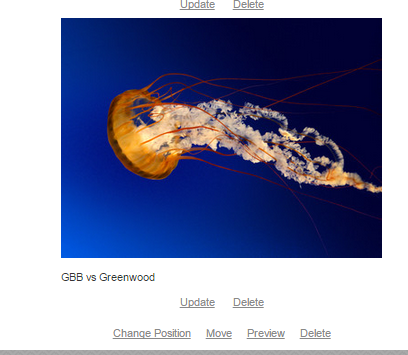 Update Delete
GBB vs Greenwood
Update Delete
Change Position Move Preview Delete